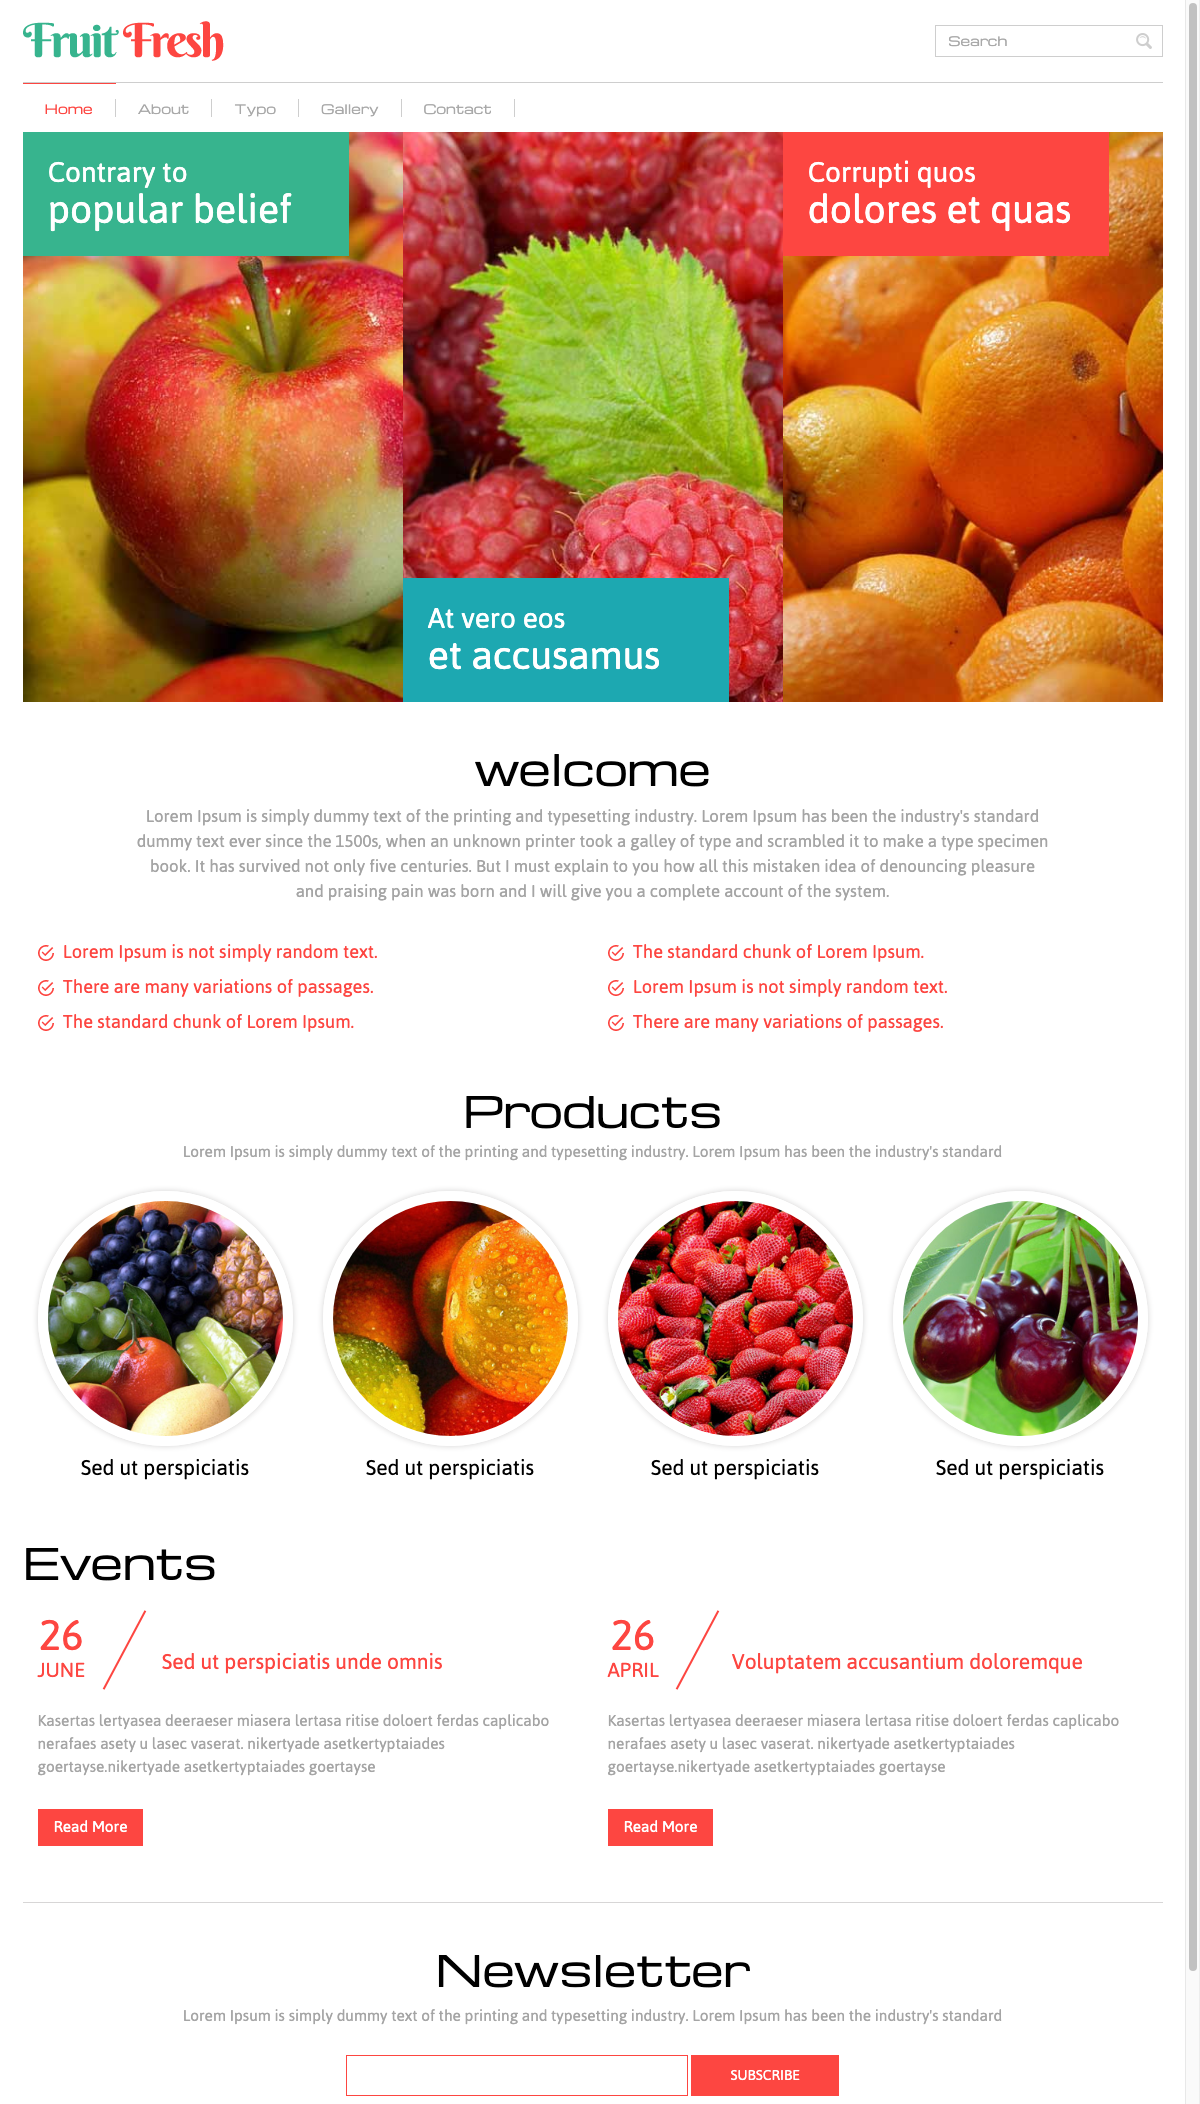 Fruit Fresh
Search
Home
About
Typo
Gallery
Contact
Contrary to
popular belief
Corrupti quos
dolores et quas
At vero eos
et accusamus
welcome
Lorem Ipsum is simply dummy text of the printing and typesetting industry. Lorem Ipsum has been the industry's standard
dummy text ever since the 1500s, when an unknown printer took a galley of type and scrambled it to make a type specimen
book. It has survived not only five centuries. But I must explain to you how all this mistaken idea of denouncing pleasure
and praising pain was born and I will give you a complete account of the system.
Lorem Ipsum is not simply random text.
There are many variations of passages.
The standard chunk of Lorem Ipsum.
The standard chunk of Lorem Ipsum.
Lorem Ipsum is not simply random text.
There are many variations of passages.
Products
Lorem Ipsum is simply dummy text of the printing and typesetting industry. Lorem Ipsum has been the industry's standard
Sed ut perspiciatis
Sed ut perspiciatis
Sed ut perspiciatis
Sed ut perspiciatis
Events
26
JUNE
Sed ut perspiciatis unde omnis
Kasertas lertyasea deeraeser miasera lertasa ritise doloert ferdas caplicabo
nerafaes asety u lasec vaserat. nikertyade asetkertyptaiades
goertayse.nikertyade asetkertyptaiades goertayse
Read More
26
APRIL
Voluptatem accusantium doloremque
Kasertas lertyasea deeraeser miasera lertasa ritise doloert ferdas caplicabo
nerafaes asety u lasec vaserat. nikertyade asetkertyptaiades
goertayse.nikertyade asetkertyptaiades goertayse
Read More
Newsletter
Lorem Ipsum is simply dummy text of the printing and typesetting industry. Lorem Ipsum has been the industry's standard
SUBSCRIBE